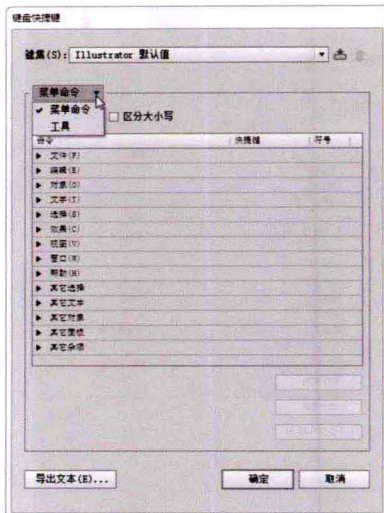 键盘快捷键
键集(S): Illustrator 默认值
菜单命令
菜单命令
工具
区分大小写
命令 快捷键 符号
文件(F)
编辑(E)
对象(O)
文字(T)
选择(S)
效果(C)
视图(V)
窗口(W)
帮助(H)
其它选择
其它文本
其它对象
其它面板
其它杂项
导出文本(E)...
确定
取消